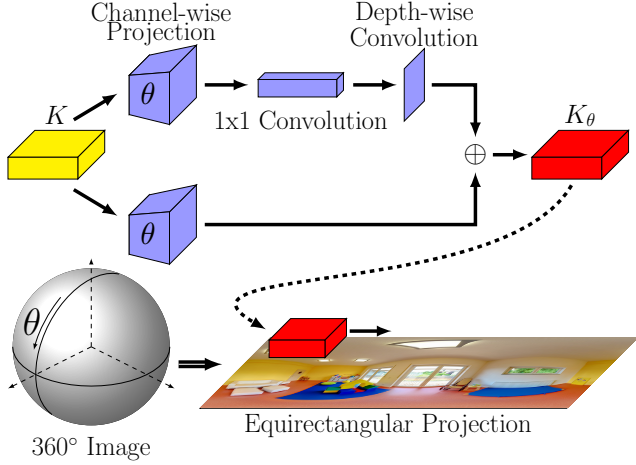 Channel-wise
Projection
Depth-wise
Convolution
K
θ
1x1 Convolution
K_θ
⊕
θ
θ
360° Image
Equirectangular Projection